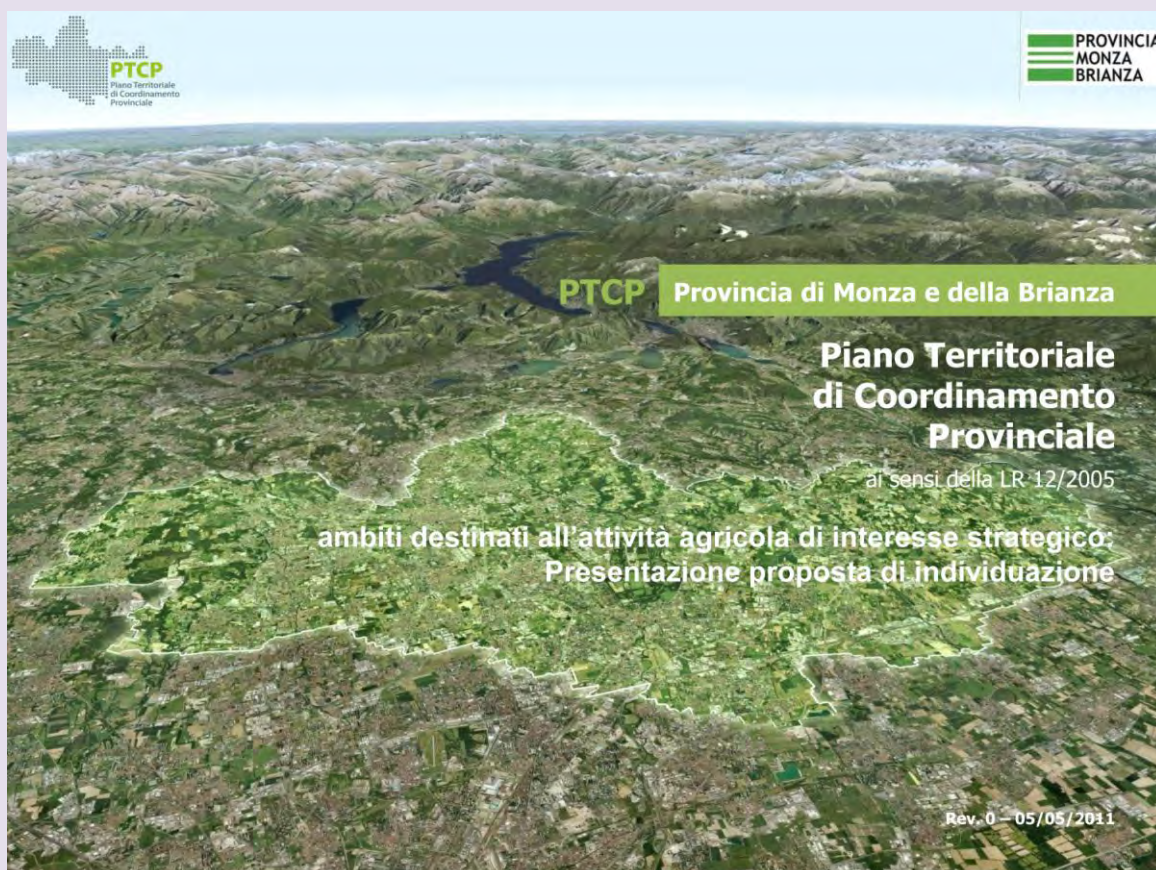 PTCP
Piano Territoriale
di Coordinamento
Provinciale
PROVINCIA
MONZA
BRIANZA
PTCP Provincia di Monza e della Brianza
Piano Territoriale
di Coordinamento
Provinciale
ai sensi della LR 12/2005
ambiti destinati all'attività agricola di interesse strategico:
Presentazione proposta di individuazione
Rev. 0 – 05/05/2011